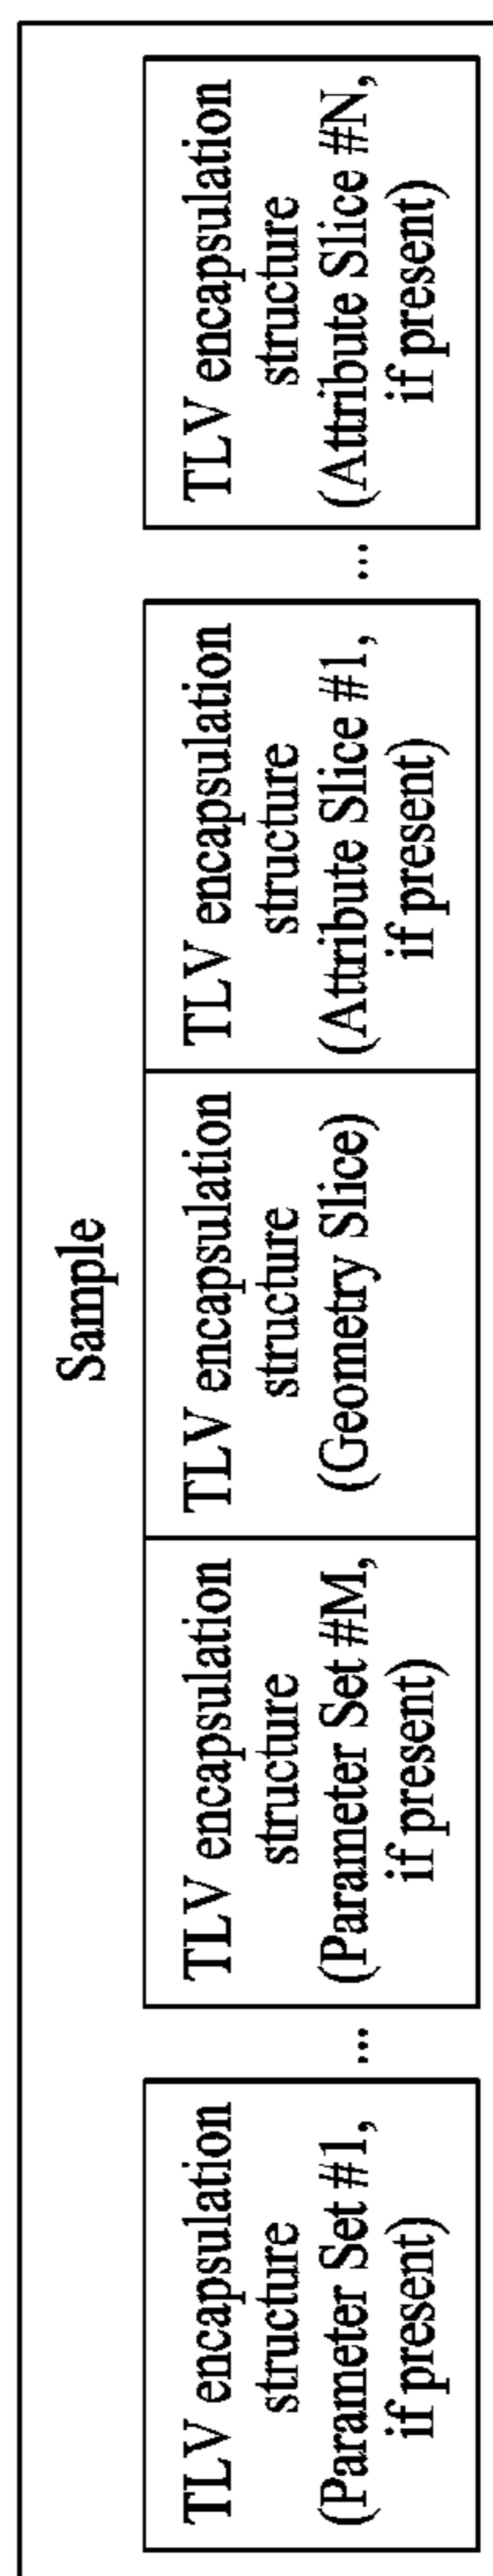 Sample
TLV encapsulation
structure
(Parameter Set #1,
if present)
...
TLV encapsulation
structure
(Parameter Set #M,
if present)
TLV encapsulation
structure
(Geometry Slice)
TLV encapsulation
structure
(Attribute Slice #1,
if present)
...
TLV encapsulation
structure
(Attribute Slice #N,
if present)